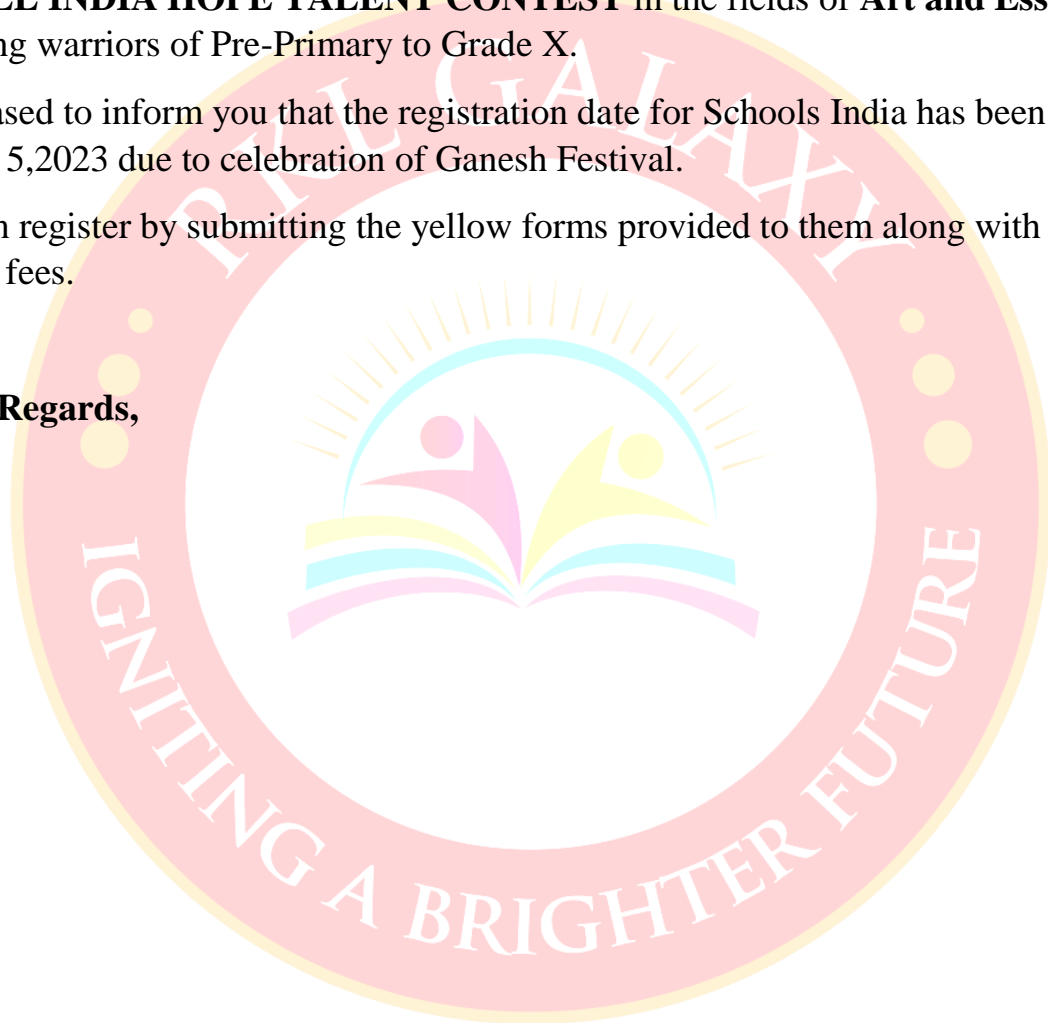 LL INDIA HOPE TALENT CONTEST in the fields of Art and Ess
ng warriors of Pre-Primary to Grade X.
ased to inform you that the registration date for Schools India has been
5,2023 due to celebration of Ganesh Festival.
n register by submitting the yellow forms provided to them along with
fees.
Regards,
PKL GALAXY
IGNITING A BRIGHTER FUTURE